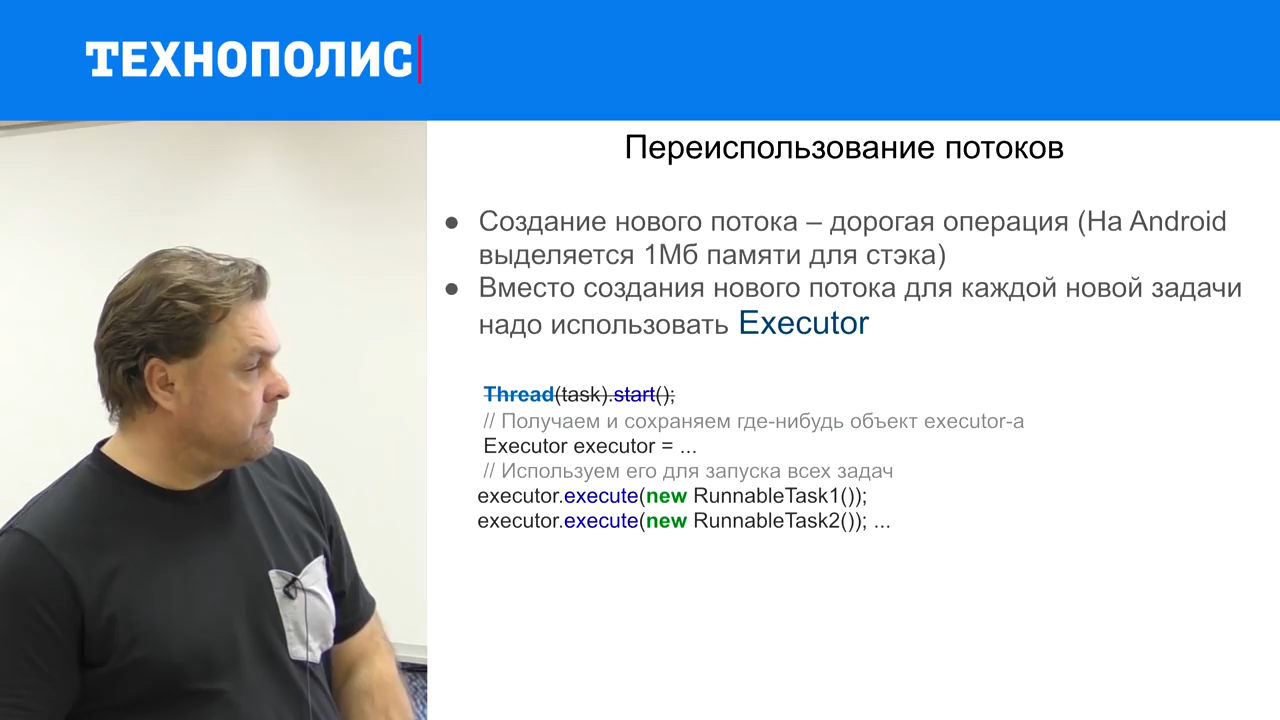 ТЕХНОПОЛИС
Переиспользование потоков
● Создание нового потока – дорогая операция (На Android
выделяется 1Мб памяти для стэка)
● Вместо создания нового потока для каждой новой задачи
надо использовать Executor
Thread(task).start();
// Получаем и сохраняем где-нибудь объект executor-а
Executor executor = ...
// Используем его для запуска всех задач
executor.execute(new RunnableTask1());
executor.execute(new RunnableTask2()); ...